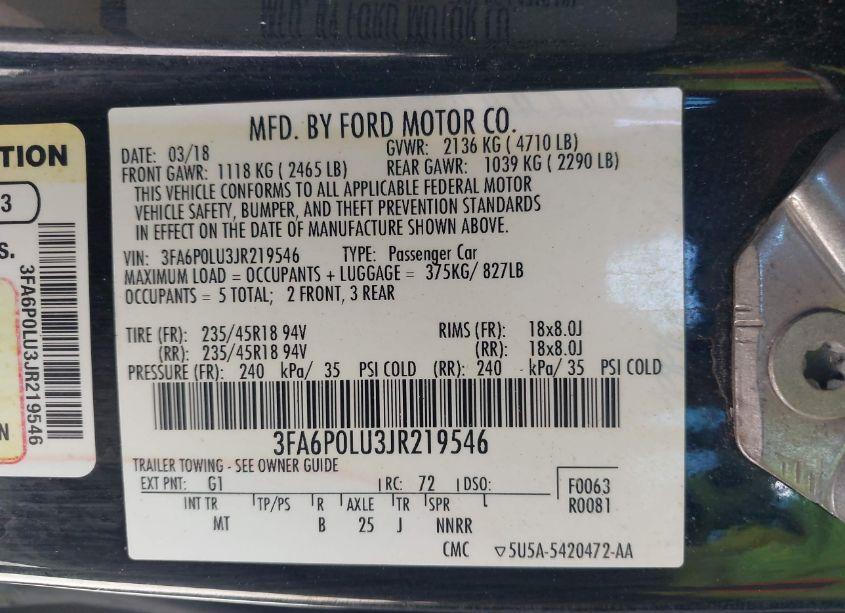 MFD. BY FORD MOTOR CO.
DATE: 03/18 GVWR: 2136 KG ( 4710 LB)
FRONT GAWR: 1118 KG ( 2465 LB) REAR GAWR: 1039 KG ( 2290 LB)
THIS VEHICLE CONFORMS TO ALL APPLICABLE FEDERAL MOTOR
VEHICLE SAFETY, BUMPER, AND THEFT PREVENTION STANDARDS
IN EFFECT ON THE DATE OF MANUFACTURE SHOWN ABOVE.
VIN: 3FA6P0LU3JR219546 TYPE: Passenger Car
MAXIMUM LOAD = OCCUPANTS + LUGGAGE = 375KG/ 827LB
OCCUPANTS = 5 TOTAL; 2 FRONT, 3 REAR
TIRE (FR): 235/45R18 94V RIMS (FR): 18x8.0J
(RR): 235/45R18 94V (RR): 18x8.0J
PRESSURE (FR): 240 kPa/ 35 PSI COLD (RR): 240 kPa/ 35 PSI COLD
3FA6P0LU3JR219546
TRAILER TOWING - SEE OWNER GUIDE
EXT PNT: G1 RC: 72 DSO: F0063
R0081
INT TR TP/PS R AXLE TR SPR
MT B 25 J NNRR
CMC ▽5U5A-5420472-AA
TION
3
S.
3FA6P0LU3JR219546
N